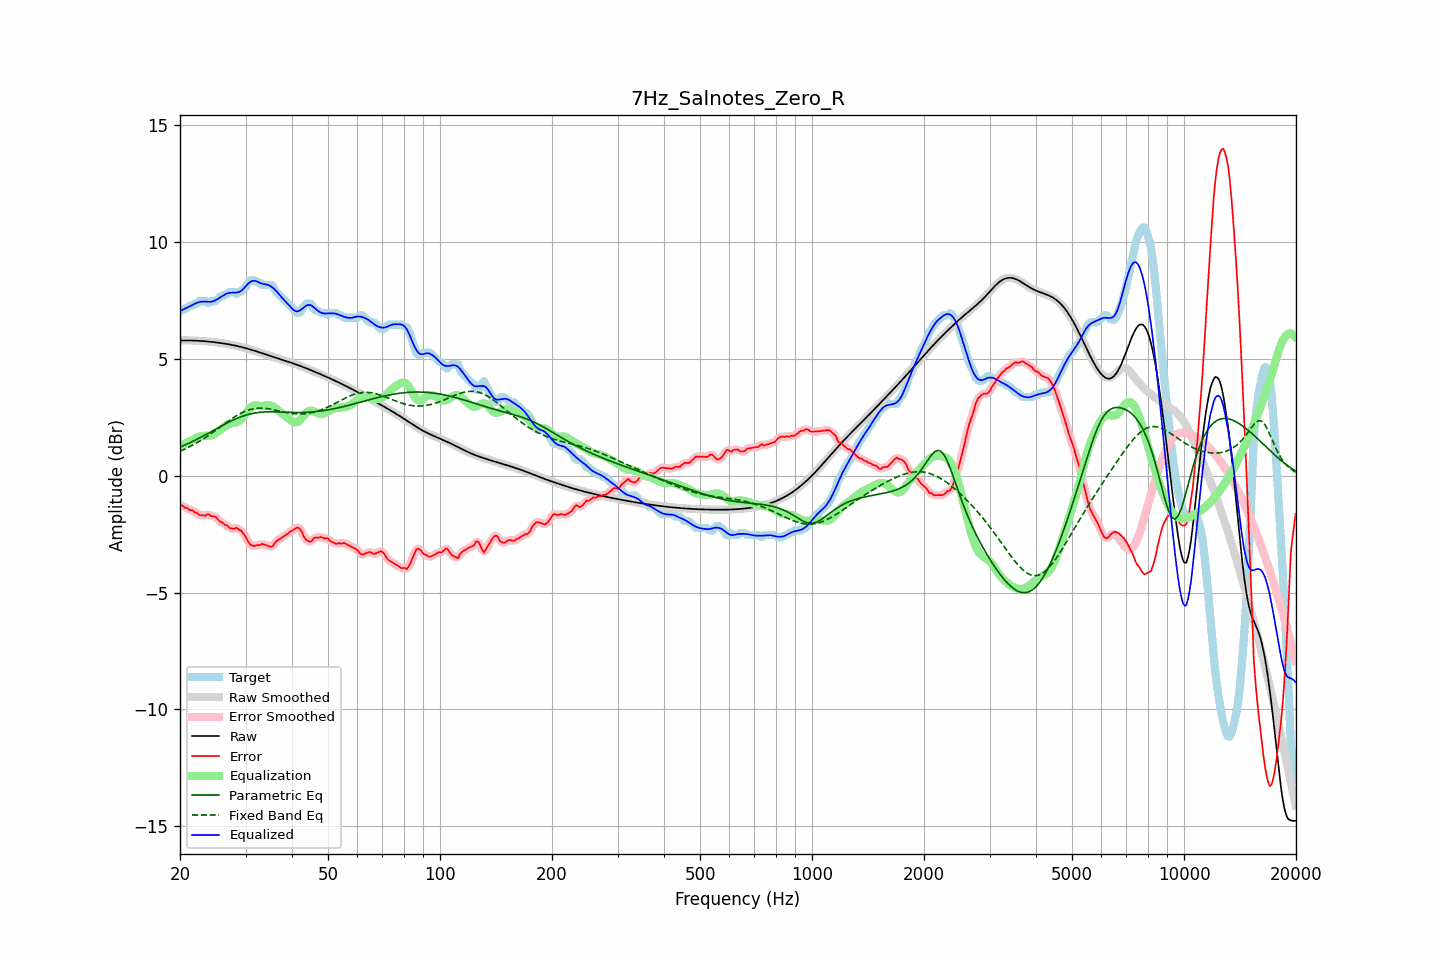 7Hz_Salnotes_Zero_R
15
10
5
0
−5
−10
−15
Amplitude (dBr)
Target
Raw Smoothed
Error Smoothed
Raw
Error
Equalization
Parametric Eq
Fixed Band Eq
Equalized
20 50 100 200 500 1000 2000 5000 10000 20000
Frequency (Hz)